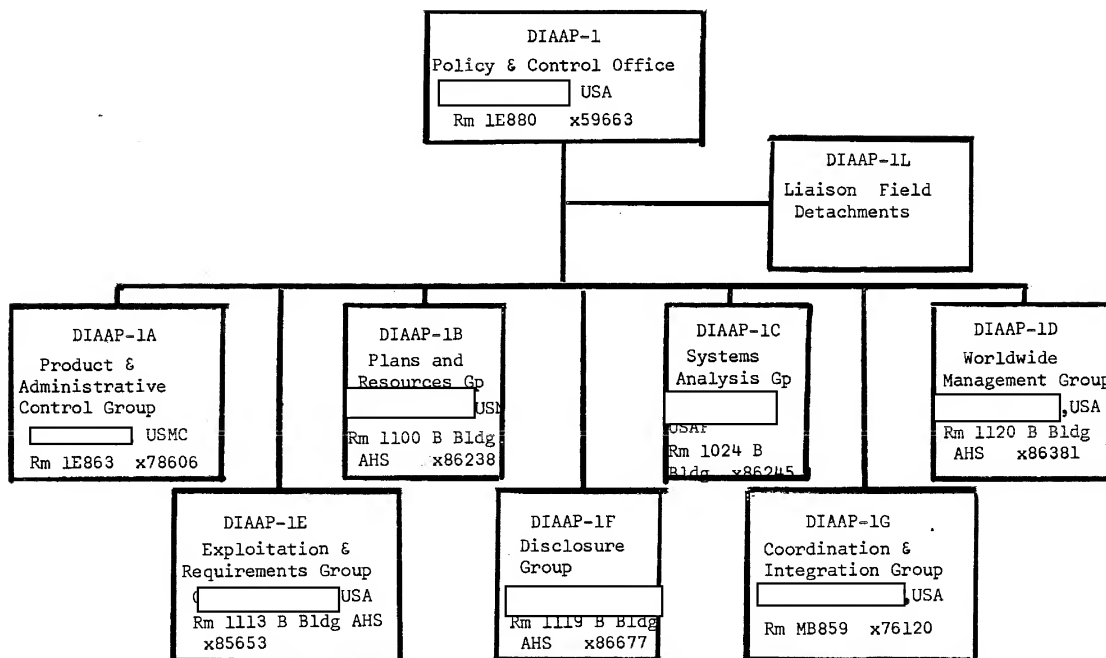 DIAAP-1
Policy & Control Office
USA
Rm 1E880 x59663
DIAAP-1L
Liaison Field
Detachments
DIAAP-1A
Product &
Administrative
Control Group
USMC
Rm 1E863 x78606
DIAAP-1B
Plans and
Resources Gp
Rm 1100 B Bldg
AHS x86238
DIAAP-1C
Systems
Analysis Gp
USAF
Rm 1024 B
Bldg x86245
DIAAP-1D
Worldwide
Management Group
,USA
Rm 1120 B Bldg
AHS x86381
DIAAP-1E
Exploitation &
Requirements Group
USA
Rm 1113 B Bldg AHS
x85653
DIAAP-1F
Disclosure
Group
Rm 1119 B Bldg
AHS x86677
DIAAP-1G
Coordination &
Integration Group
,USA
Rm MB859 x76120